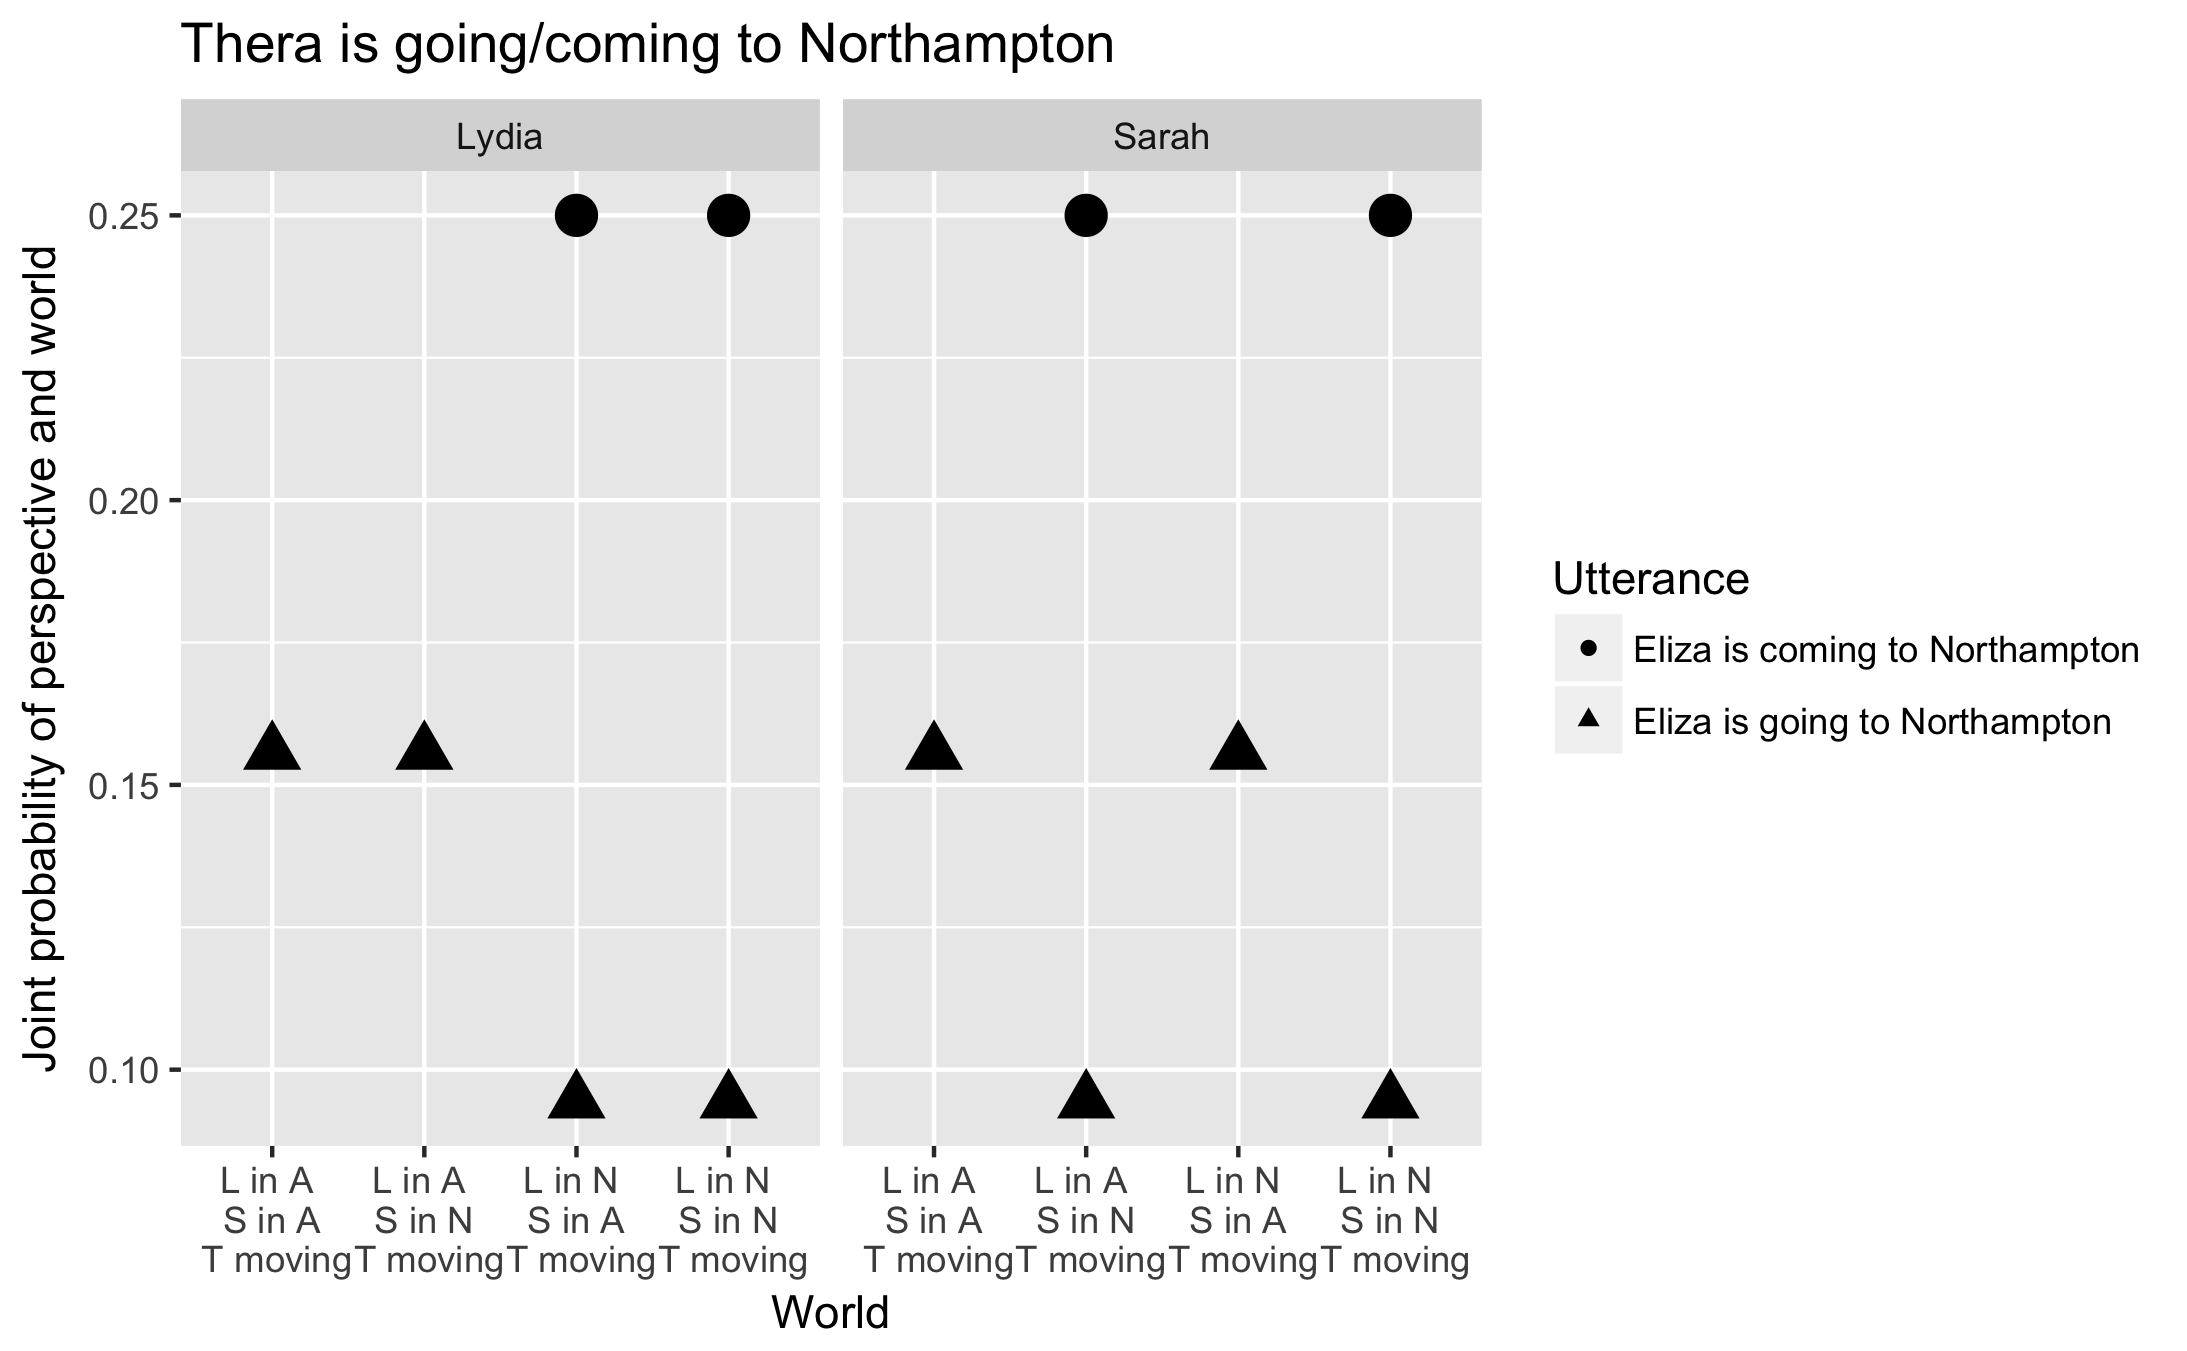 Thera is going/coming to Northampton
Lydia
Sarah
Joint probability of perspective and world
0.25
0.20
0.15
0.10
L in A
S in A
T moving
L in A
S in N
T moving
L in N
S in A
T moving
L in N
S in N
T moving
L in A
S in A
T moving
L in A
S in N
T moving
L in N
S in A
T moving
L in N
S in N
T moving
World
Utterance
Eliza is coming to Northampton
Eliza is going to Northampton